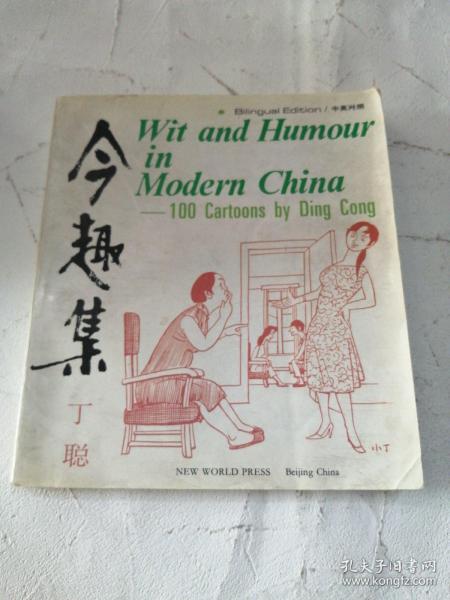 Bilingual Edition / 中英对照
今趣集
丁聪
Wit and Humour
in
Modern China
— 100 Cartoons by Ding Cong
小丁
NEW WORLD PRESS Beijing China
孔夫子旧书网
www.kongfz.com